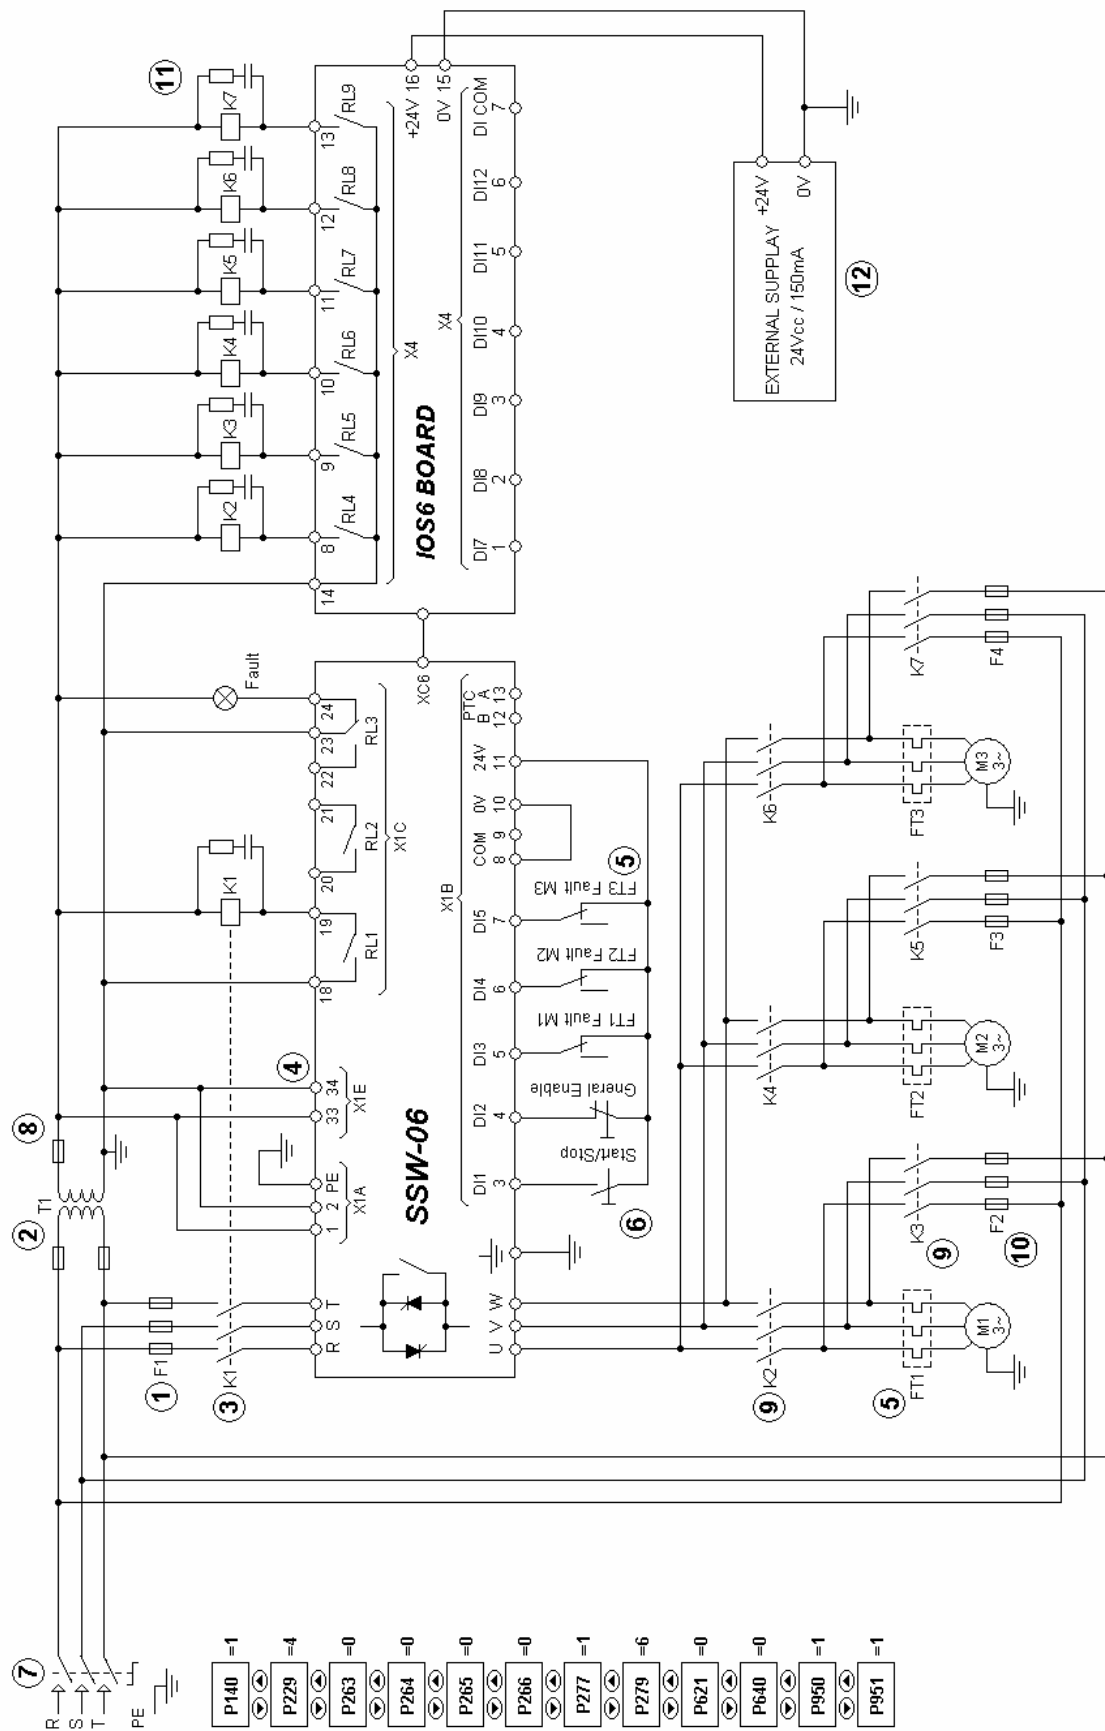 7
R
S
T
PE
P140 =1
P229 =4
P263 =0
P264 =0
P265 =0
P266 =0
P277 =1
P279 =6
P621 =0
P640 =0
P950 =1
P951 =1
2
T1
8
1
F1
3
K1
R S T
1 2 PE
X1A
4
33 34
X1E
SSW-06
U V W
K1
18 19 20 21 22 23 24
RL1 RL2 RL3
X1C
Fault
XC6
X1B
DI1 DI2 DI3 DI4 DI5 COM 0V 24V PTC
B A
3 4 5 6 7 8 9 10 11 12 13
6
Start/Stop
Gneral Enable
FT1 Fault M1
FT2 Fault M2
FT3 Fault M3
5
11
K2 K3 K4 K5 K6 K7
14 8 9 10 11 12 13
RL4 RL5 RL6 RL7 RL8 RL9
X4
+24V 16
0V 15
IOS6 BOARD
X4
DI7 DI8 DI9 DI10 DI11 DI12 DI COM
1 2 3 4 5 6 7
EXTERNAL SUPPLAY
24Vcc / 150mA
+24V
0V
12
9
K2
K3
9
K4
K5
K6
K7
5
FT1
F2
10
FT2
F3
FT3
F4
M1
3~
M2
3~
M3
3~